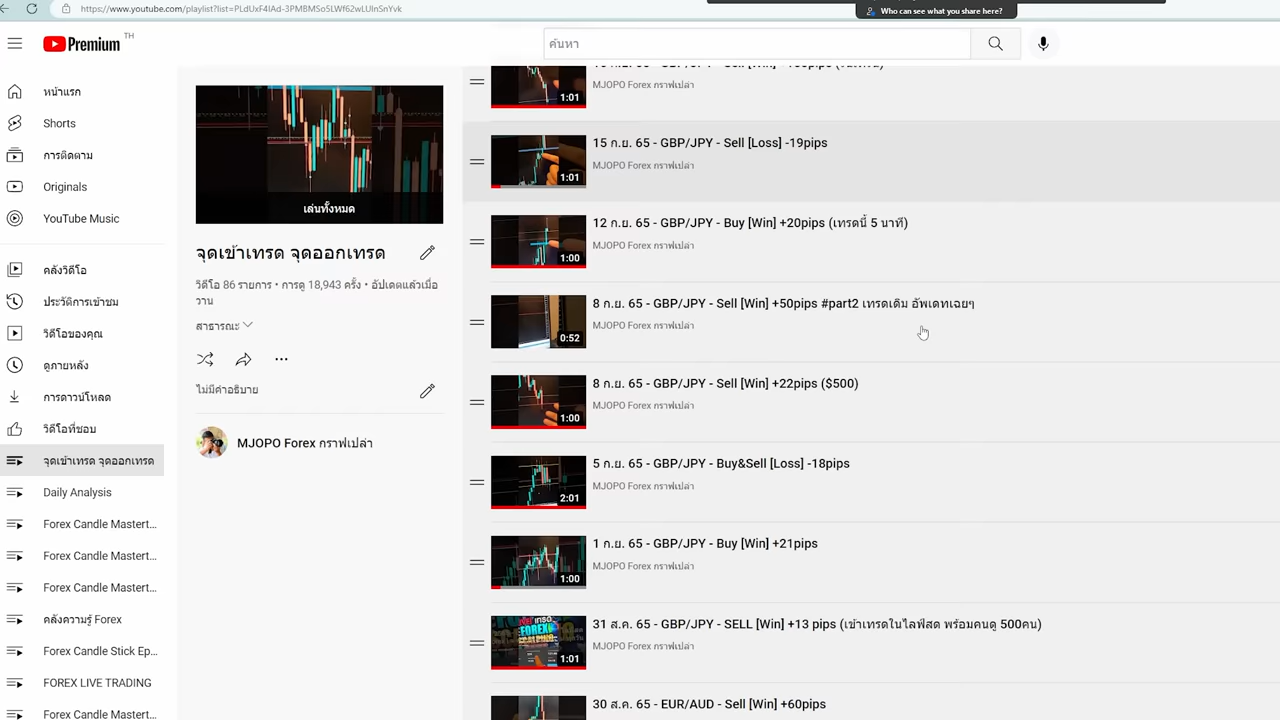 https://www.youtube.com/playlist?list=PLdUxF4lAd-3PMBMSo5LWf62wLUlnSnYvk
Who can see what you share here?
Premium TH
ค้นหา
หน้าแรก
Shorts
การติดตาม
Originals
YouTube Music
คลังวิดีโอ
ประวัติการเข้าชม
วิดีโอของคุณ
ดูภายหลัง
การดาวน์โหลด
วิดีโอที่ชอบ
จุดเข้าเทรด จุดออกเทรด
Daily Analysis
Forex Candle Mastert...
Forex Candle Mastert...
Forex Candle Mastert...
คลังความรู้ Forex
Forex Candle Stick Ep...
FOREX LIVE TRADING
Forex Candle Mastert...
เล่นทั้งหมด
จุดเข้าเทรด จุดออกเทรด
วิดีโอ 86 รายการ • การดู 18,943 ครั้ง • อัปเดตแล้วเมื่อ
วาน
สาธารณะ
ไม่มีคำอธิบาย
MJOPO Forex กราฟเปล่า
MJOPO Forex กราฟเปล่า
1:01
15 ก.ย. 65 - GBP/JPY - Sell [Loss] -19pips
MJOPO Forex กราฟเปล่า
1:01
12 ก.ย. 65 - GBP/JPY - Buy [Win] +20pips (เทรดนี้ 5 นาที)
MJOPO Forex กราฟเปล่า
1:00
8 ก.ย. 65 - GBP/JPY - Sell [Win] +50pips #part2 เทรดเดิม อัพเดทเฉยๆ
MJOPO Forex กราฟเปล่า
0:52
8 ก.ย. 65 - GBP/JPY - Sell [Win] +22pips ($500)
MJOPO Forex กราฟเปล่า
1:00
5 ก.ย. 65 - GBP/JPY - Buy&Sell [Loss] -18pips
MJOPO Forex กราฟเปล่า
2:01
1 ก.ย. 65 - GBP/JPY - Buy [Win] +21pips
MJOPO Forex กราฟเปล่า
1:00
31 ส.ค. 65 - GBP/JPY - SELL [Win] +13 pips (เข้าเทรดในไลฟ์สด พร้อมคนดู 500คน)
MJOPO Forex กราฟเปล่า
FOREX
1:01
30 ส.ค. 65 - EUR/AUD - Sell [Win] +60pips